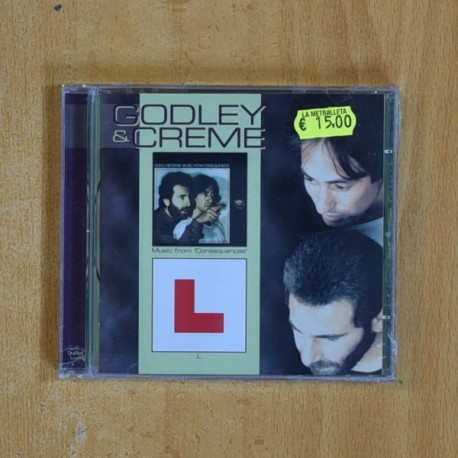 GODLEY
& CREME
LA METRALLETA
€ 15,00
Music from 'Consequences'
L
L